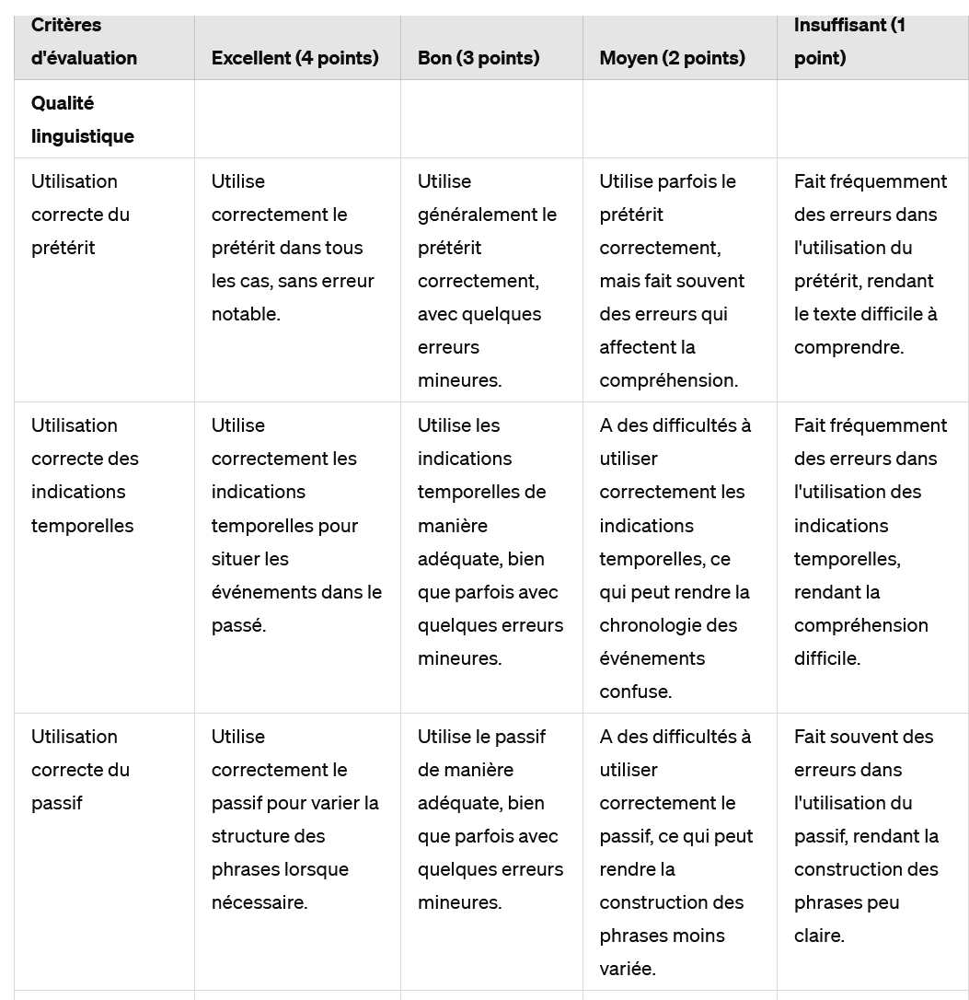 Critères
d'évaluation
Excellent (4 points)
Bon (3 points)
Moyen (2 points)
Insuffisant (1
point)
Qualité
linguistique
Utilisation
correcte du
prétérit
Utilise
correctement le
prétérit dans tous
les cas, sans erreur
notable.
Utilise
généralement le
prétérit
correctement,
avec quelques
erreurs
mineures.
Utilise parfois le
prétérit
correctement,
mais fait souvent
des erreurs qui
affectent la
compréhension.
Fait fréquemment
des erreurs dans
l'utilisation du
prétérit, rendant
le texte difficile à
comprendre.
Utilisation
correcte des
indications
temporelles
Utilise
correctement les
indications
temporelles pour
situer les
événements dans le
passé.
Utilise les
indications
temporelles de
manière
adéquate, bien
que parfois avec
quelques erreurs
mineures.
A des difficultés à
utiliser
correctement les
indications
temporelles, ce
qui peut rendre la
chronologie des
événements
confuse.
Fait fréquemment
des erreurs dans
l'utilisation des
indications
temporelles,
rendant la
compréhension
difficile.
Utilisation
correcte du
passif
Utilise
correctement le
passif pour varier la
structure des
phrases lorsque
nécessaire.
Utilise le passif
de manière
adéquate, bien
que parfois avec
quelques erreurs
mineures.
A des difficultés à
utiliser
correctement le
passif, ce qui peut
rendre la
construction des
phrases moins
variée.
Fait souvent des
erreurs dans
l'utilisation du
passif, rendant la
construction des
phrases peu
claire.